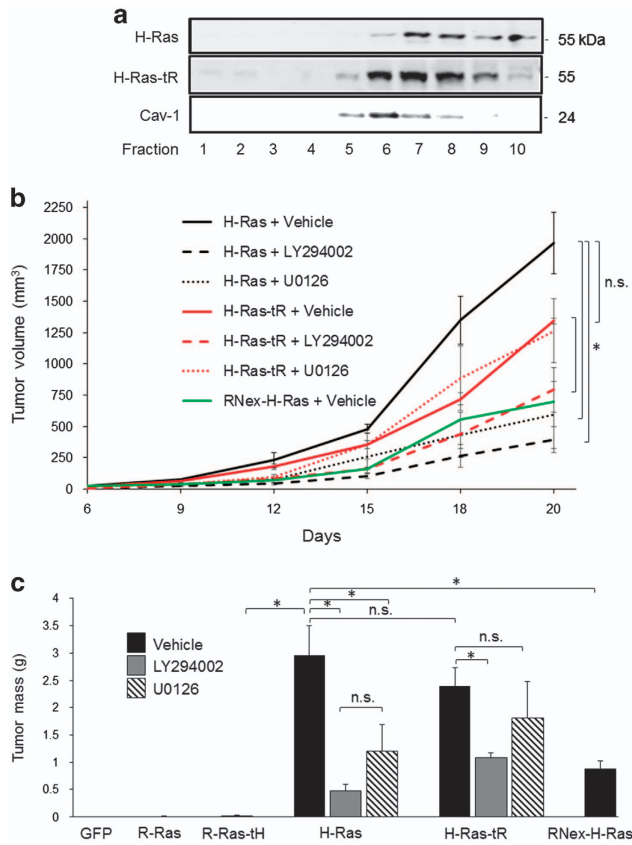 a
H-Ras
55 kDa
H-Ras-tR
55
Cav-1
24
Fraction 1 2 3 4 5 6 7 8 9 10
b
Tumor volume (mm³)
2250
2000
1750
1500
1250
1000
750
500
250
0
H-Ras + Vehicle
H-Ras + LY294002
H-Ras + U0126
H-Ras-tR + Vehicle
H-Ras-tR + LY294002
H-Ras-tR + U0126
RNex-H-Ras + Vehicle
n.s.
*
*
6 9 12 15 18 20
Days
c
Tumor mass (g)
4
3.5
3
2.5
2
1.5
1
0.5
0
Vehicle
LY294002
U0126
*
*
* *
n.s.
n.s.
*
n.s.
GFP R-Ras R-Ras-tH H-Ras H-Ras-tR RNex-H-Ras